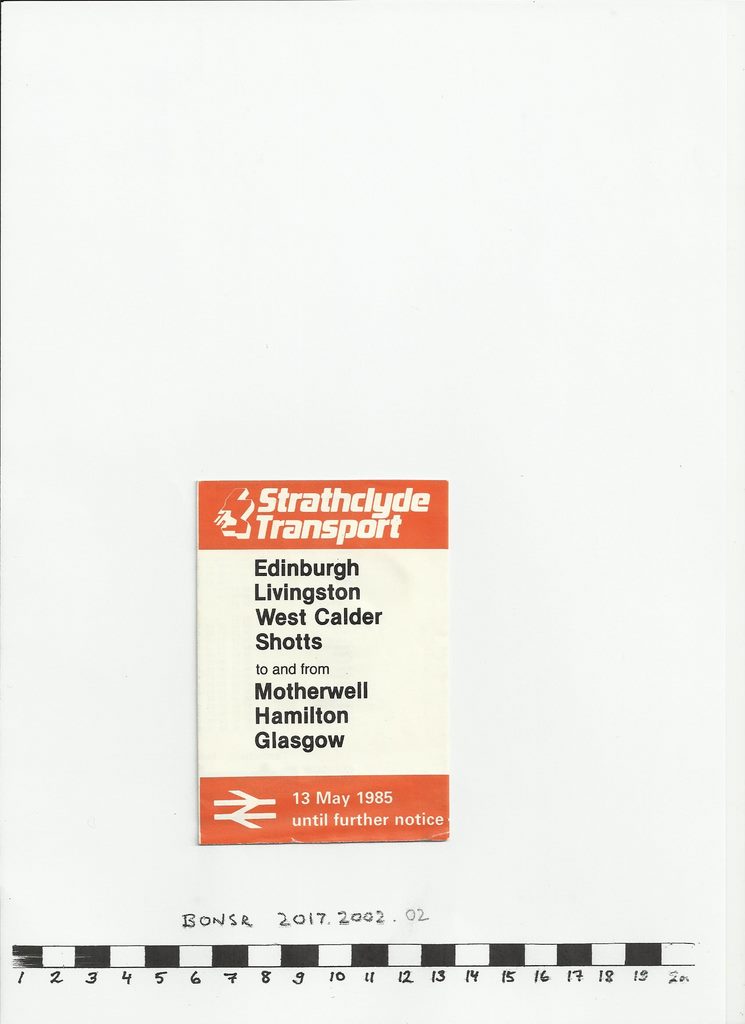 Strathclyde
Transport
Edinburgh
Livingston
West Calder
Shotts
to and from
Motherwell
Hamilton
Glasgow
13 May 1985
until further notice
BONSR 2017.2002.02
1 2 3 4 5 6 7 8 9 10 11 12 13 14 15 16 17 18 19 20